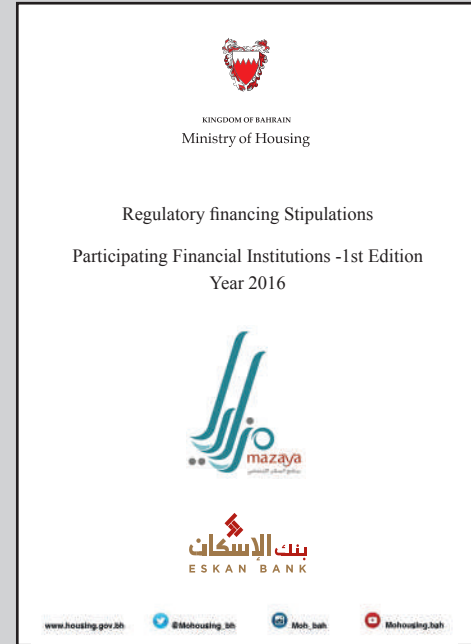 KINGDOM OF BAHRAIN
Ministry of Housing
Regulatory financing Stipulations
Participating Financial Institutions -1st Edition
Year 2016
مزايا
mazaya
بنك الإسكان
ESKAN BANK
www.housing.gov.bh @Mohousing_bh Moh_bah Mohousing.bah